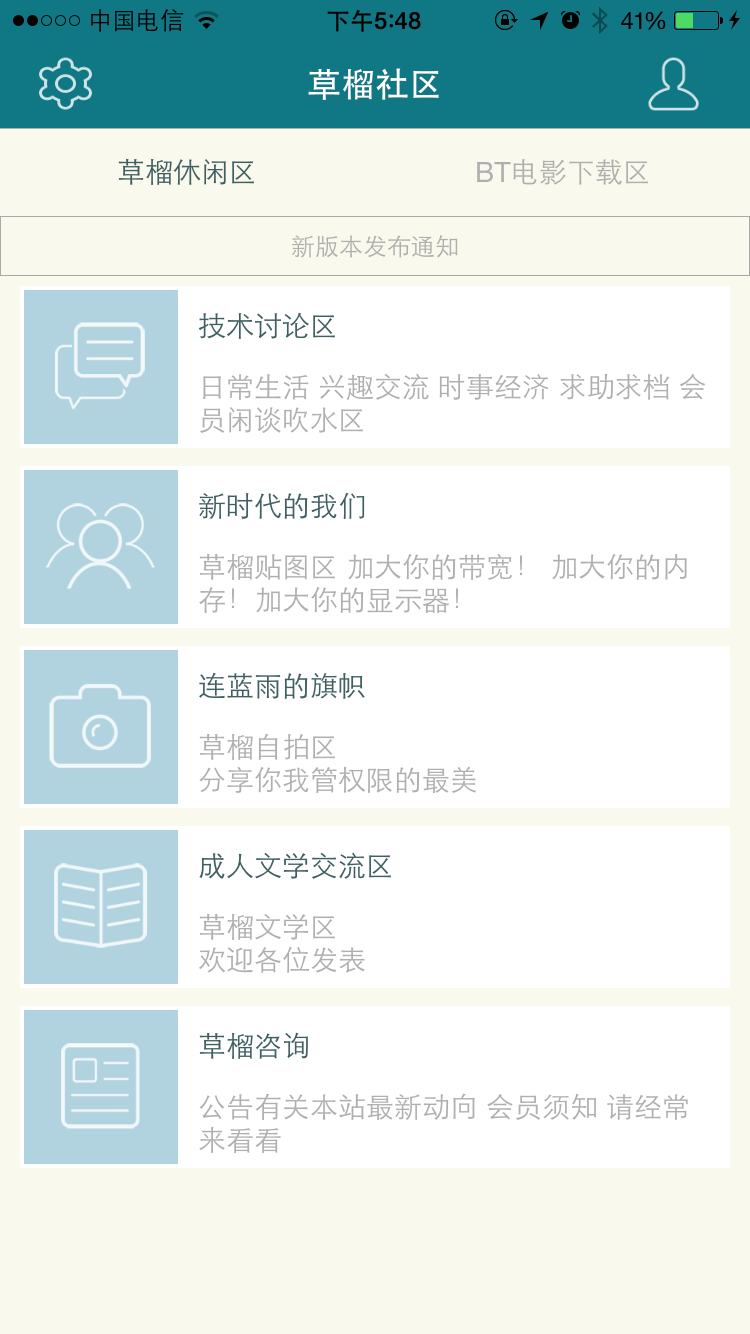 中国电信 下午5:48 41%
草榴社区
草榴休闲区 BT电影下载区
新版本发布通知
技术讨论区
日常生活 兴趣交流 时事经济 求助求档 会
员闲谈吹水区
新时代的我们
草榴贴图区 加大你的带宽！ 加大你的内
存！加大你的显示器！
连蓝雨的旗帜
草榴自拍区
分享你我管权限的最美
成人文学交流区
草榴文学区
欢迎各位发表
草榴咨询
公告有关本站最新动向 会员须知 请经常
来看看